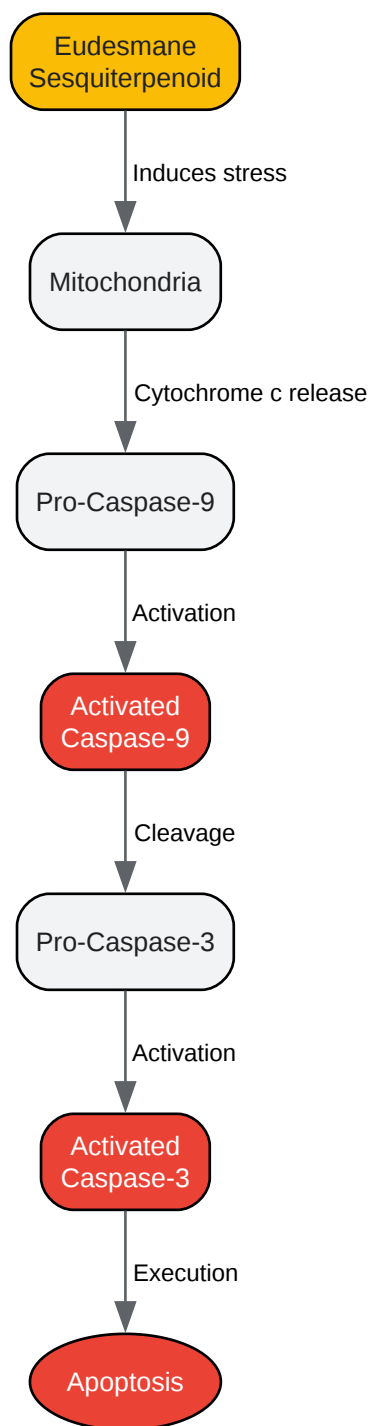 Eudesmane
Sesquiterpenoid
Induces stress
Mitochondria
Cytochrome c release
Pro-Caspase-9
Activation
Activated
Caspase-9
Cleavage
Pro-Caspase-3
Activation
Activated
Caspase-3
Execution
Apoptosis